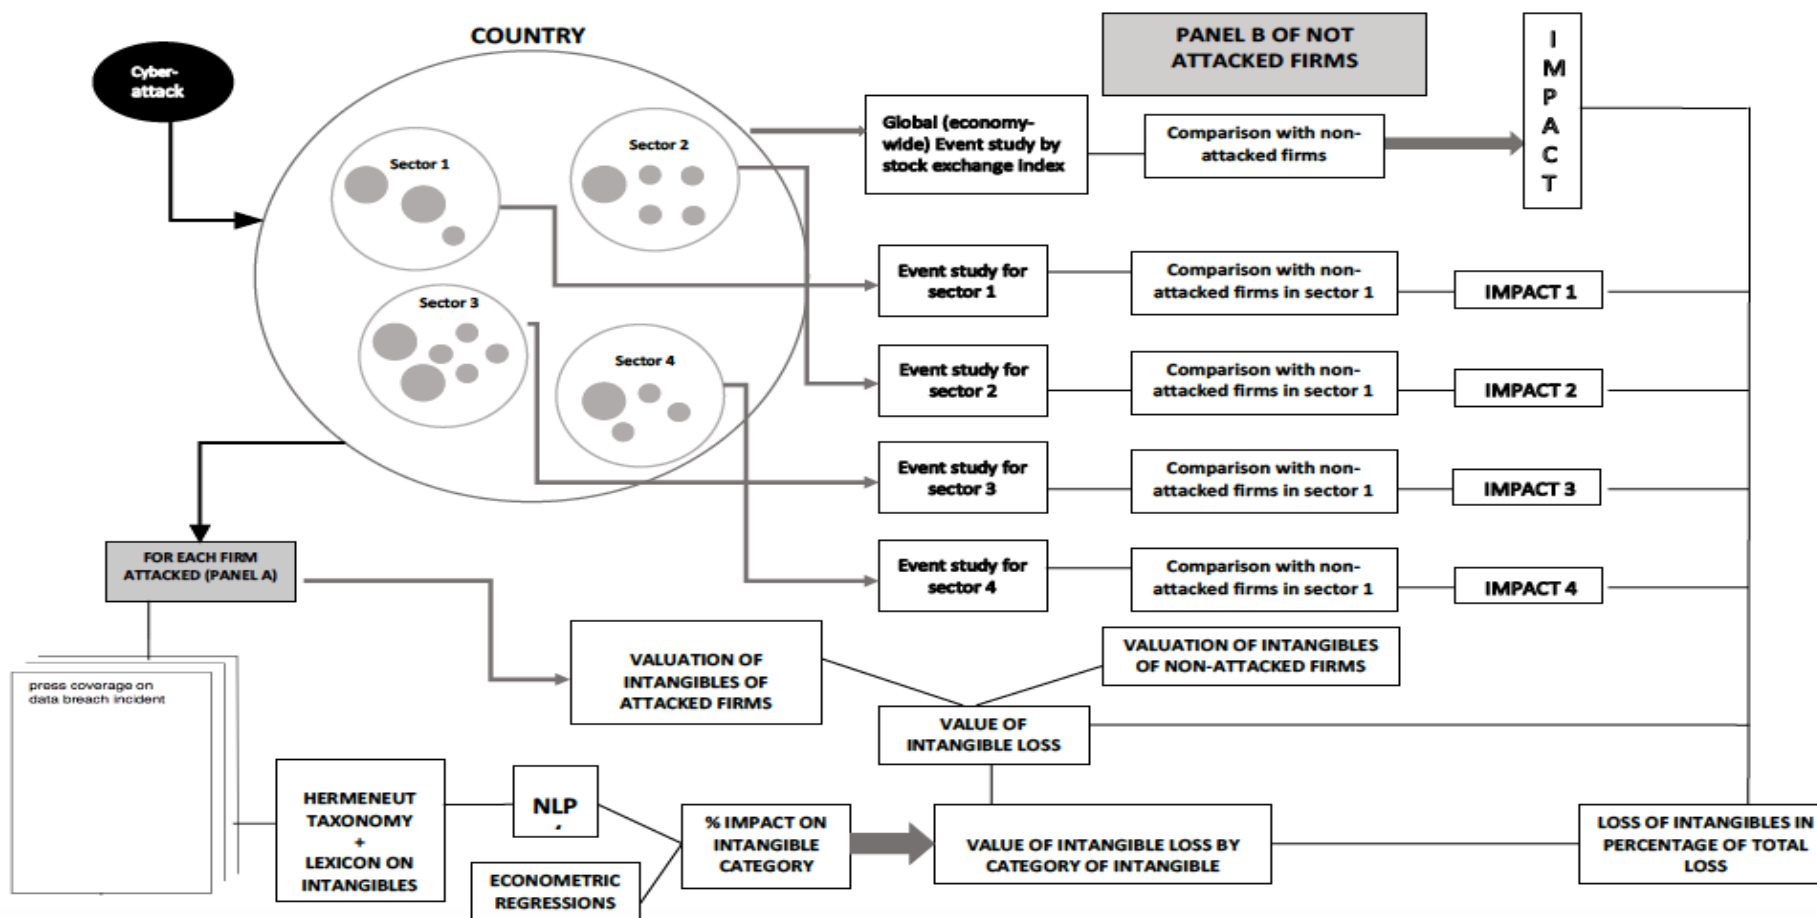 COUNTRY
PANEL B OF NOT
ATTACKED FIRMS
I
M
P
A
C
T
Cyber-
attack
Global (economy-
wide) Event study by
stock exchange index
Comparison with non-
attacked firms
Sector 1
Sector 2
Sector 3
Sector 4
Event study for
sector 1
Comparison with non-
attacked firms in sector 1
IMPACT 1
Event study for
sector 2
Comparison with non-
attacked firms in sector 1
IMPACT 2
Event study for
sector 3
Comparison with non-
attacked firms in sector 1
IMPACT 3
Event study for
sector 4
Comparison with non-
attacked firms in sector 1
IMPACT 4
FOR EACH FIRM
ATTACKED (PANEL A)
VALUATION OF
INTANGIBLES OF
ATTACKED FIRMS
VALUATION OF INTANGIBLES
OF NON-ATTACKED FIRMS
press coverage on
data breach incident
VALUE OF
INTANGIBLE LOSS
HERMENEUT
TAXONOMY
+
LEXICON ON
INTANGIBLES
NLP
ECONOMETRIC
REGRESSIONS
% IMPACT ON
INTANGIBLE
CATEGORY
VALUE OF INTANGIBLE LOSS BY
CATEGORY OF INTANGIBLE
LOSS OF INTANGIBLES IN
PERCENTAGE OF TOTAL
LOSS